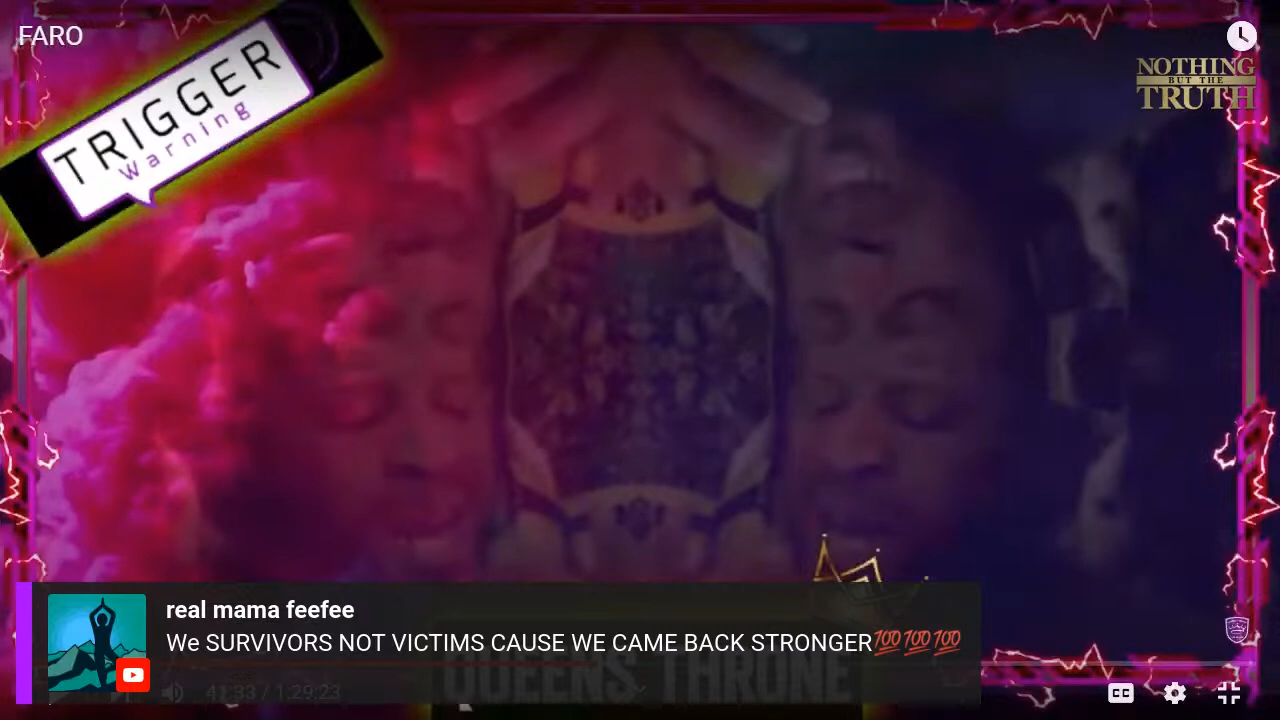 FARO
TRIGGER
Warning
NOTHING
BUT THE
TRUTH
real mama feefee
We SURVIVORS NOT VICTIMS CAUSE WE CAME BACK STRONGER💯💯💯
QUEENS THRONE
41:33 / 1:29:23
CC